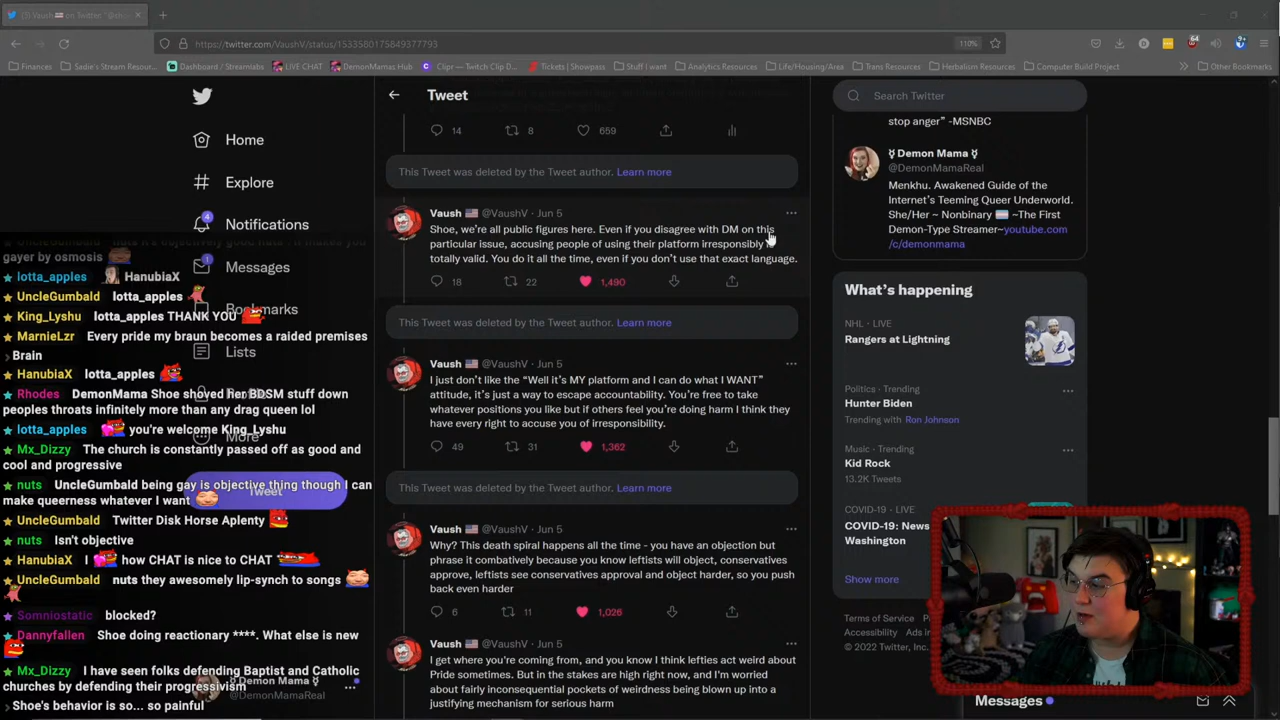 (3) Vaush 🇺🇸 on Twitter "@sho
https://twitter.com/VaushV/status/1533580175849377793
110%
64
Finances
Sadie's Stream Resour...
Dashboard / Streamlabs
LIVE CHAT
DemonMamas Hub
Clipr — Twitch Clip D...
Tickets | Showpass
Stuff I want
Analytics Resources
Life/Housing/Area
Trans Resources
Herbalism Resources
Computer Build Project
Other Bookmarks
Home
Explore
4
Notifications
1
Messages
Bookmarks
Lists
More
Tweet
Demon Mama
@DemonMamaReal
gayer by osmosis
lotta_apples HanubiaX
UncleGumbald lotta_apples
King_Lyshu lotta_apples THANK YOU
MarnieLzr Every pride my braun becomes a raided premises
Brain
HanubiaX lotta_apples
Rhodes DemonMama Shoe shoved her BDSM stuff down
peoples throats infinitely more than any drag queen lol
lotta_apples you're welcome King_Lyshu
Mx_Dizzy The church is constantly passed off as good and
cool and progressive
nuts UncleGumbald being gay is objective thing though I can
make queerness whatever I want
UncleGumbald Twitter Disk Horse Aplenty
nuts Isn't objective
HanubiaX I how CHAT is nice to CHAT
UncleGumbald nuts they awesomely lip-synch to songs
Somniostatic blocked?
Dannyfallen Shoe doing reactionary ****. What else is new
Mx_Dizzy I have seen folks defending Baptist and Catholic
churches by defending their progressivism
Shoe's behavior is so... so painful
Tweet
14 8 659
This Tweet was deleted by the Tweet author. Learn more
Vaush 🇺🇸 @VaushV · Jun 5
Shoe, we're all public figures here. Even if you disagree with DM on this
particular issue, accusing people of using their platform irresponsibly is
totally valid. You do it all the time, even if you don't use that exact language.
18 22 1,490
This Tweet was deleted by the Tweet author. Learn more
Vaush 🇺🇸 @VaushV · Jun 5
I just don't like the “Well it's MY platform and I can do what I WANT”
attitude, it's just a way to escape accountability. You're free to take
whatever positions you like but if others feel you're doing harm I think they
have every right to accuse you of irresponsibility.
49 31 1,362
This Tweet was deleted by the Tweet author. Learn more
Vaush 🇺🇸 @VaushV · Jun 5
Why? This death spiral happens all the time - you have an objection but
phrase it combatively because you know leftists will object, conservatives
approve, leftists see conservatives approval and object harder, so you push
back even harder
6 11 1,026
Vaush 🇺🇸 @VaushV · Jun 5
I get where you're coming from, and you know I think lefties act weird about
Pride sometimes. But in the stakes are high right now, and I'm worried
about fairly inconsequential pockets of weirdness being blown up into a
justifying mechanism for serious harm
Search Twitter
stop anger” -MSNBC
☿ Demon Mama ☿
@DemonMamaReal
Menkhu. Awakened Guide of the
Internet's Teeming Queer Underworld.
She/Her ~ Nonbinary ~The First
Demon-Type Streamer~youtube.com
/c/demonmama
What's happening
NHL · LIVE
Rangers at Lightning
Politics · Trending
Hunter Biden
Trending with Ron Johnson
Music · Trending
Kid Rock
13.2K Tweets
COVID-19 · LIVE
COVID-19: News
Washington
Show more
Terms of Service
Accessibility Ads in
© 2022 Twitter, Inc.
Messages